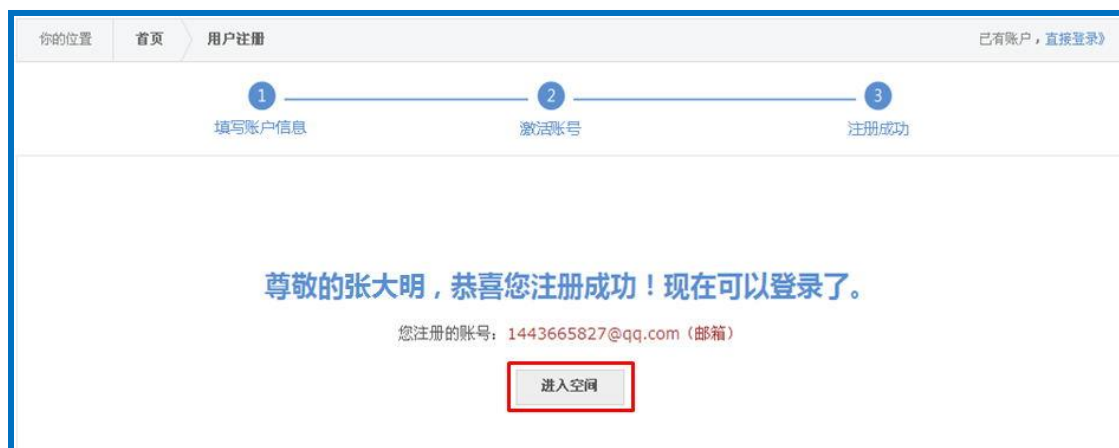 你的位置 首页 用户注册 已有账户，直接登录》
1 2 3
填写账户信息 激活账号 注册成功
尊敬的张大明，恭喜您注册成功！现在可以登录了。
您注册的账号：1443665827@qq.com（邮箱）
进入空间